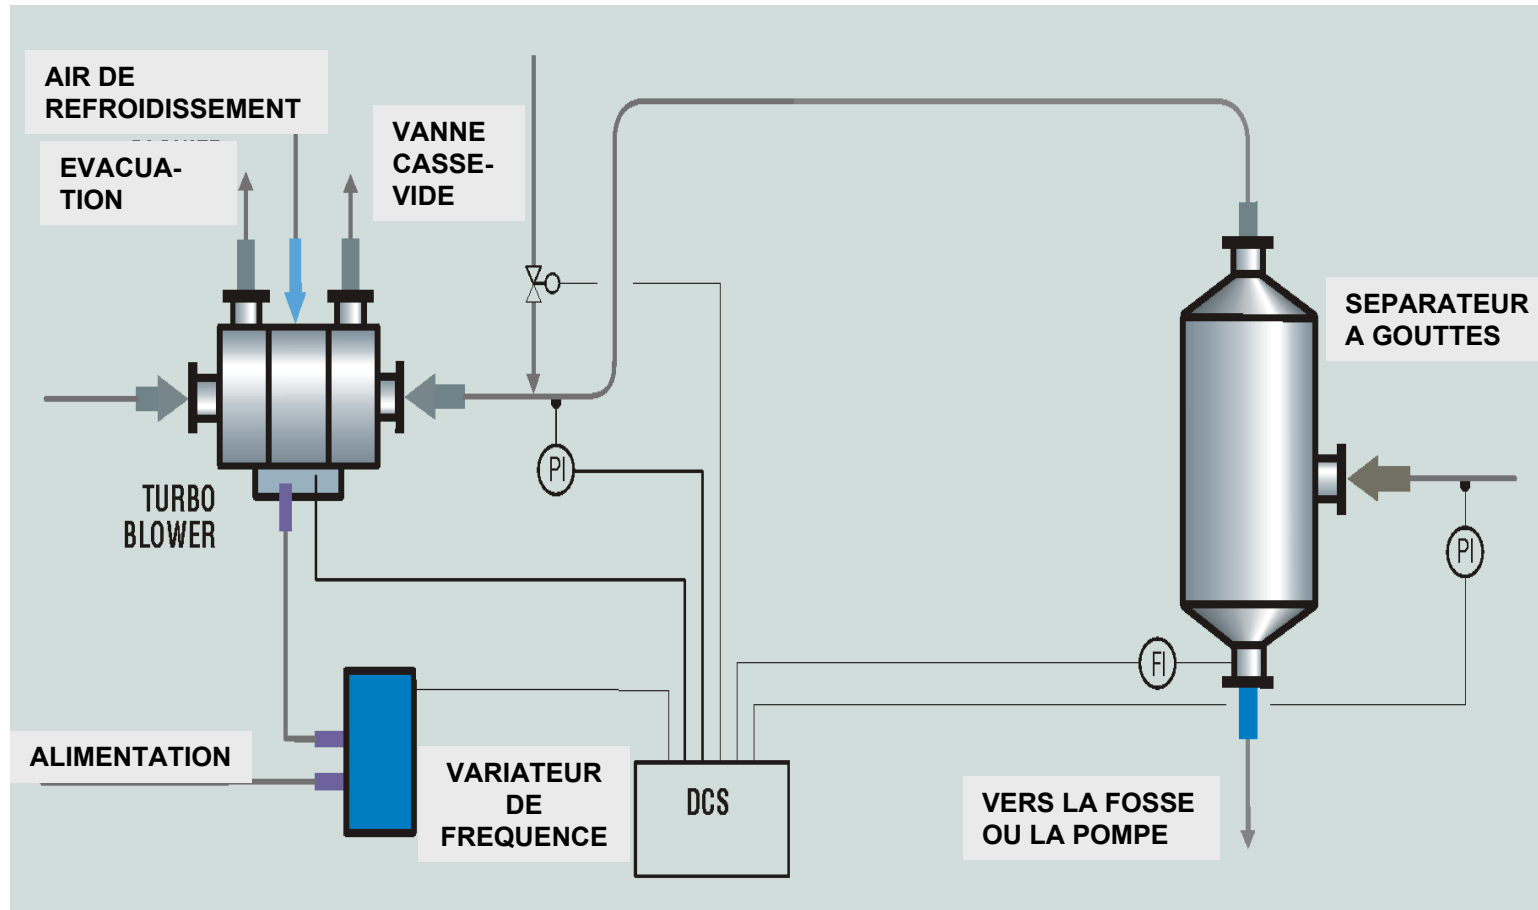 AIR DE
REFROIDISSEMENT
EVACUA-
TION
VANNE
CASSE-
VIDE
SEPARATEUR
A GOUTTES
PI
TURBO
BLOWER
PI
FI
ALIMENTATION
VARIATEUR
DE
FREQUENCE
DCS
VERS LA FOSSE
OU LA POMPE